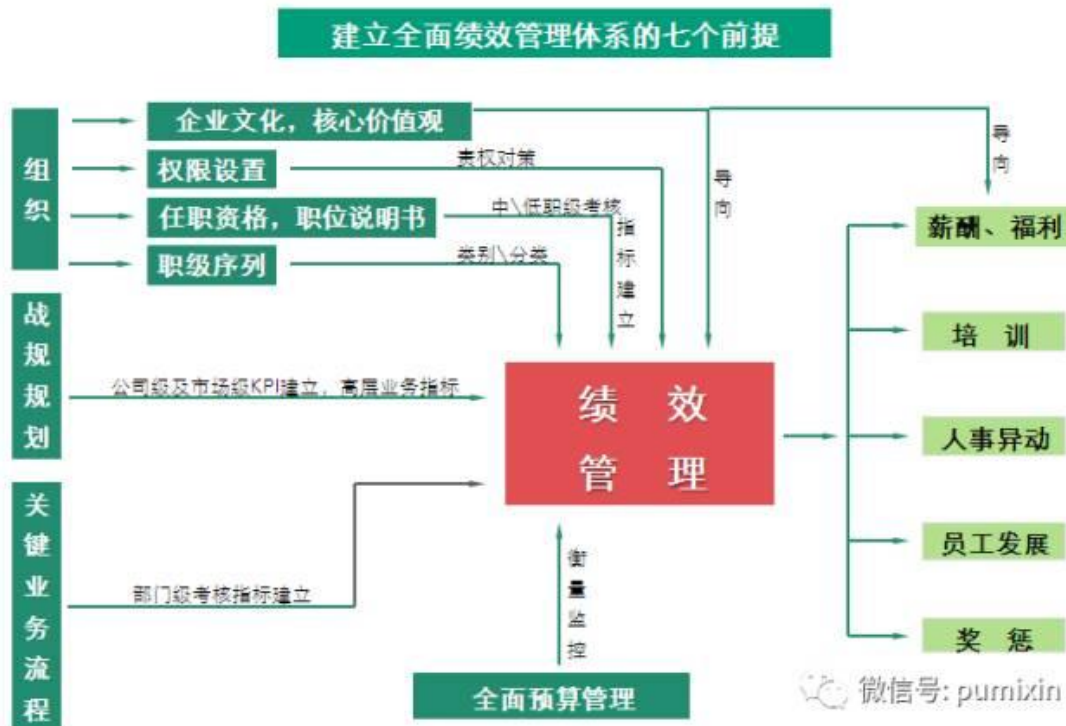 建立全面绩效管理体系的七个前提
组织
企业文化，核心价值观
权限设置
责权对策
任职资格，职位说明书
中\低职级考核
指标建立
职级序列
类别\分类
导向
导向
战规规划
公司级及市场级KPI建立，高层业务指标
关键业务流程
部门级考核指标建立
绩 效
管 理
衡量监控
全面预算管理
薪酬、福利
培 训
人事异动
员工发展
奖 惩
微信号: pumixin